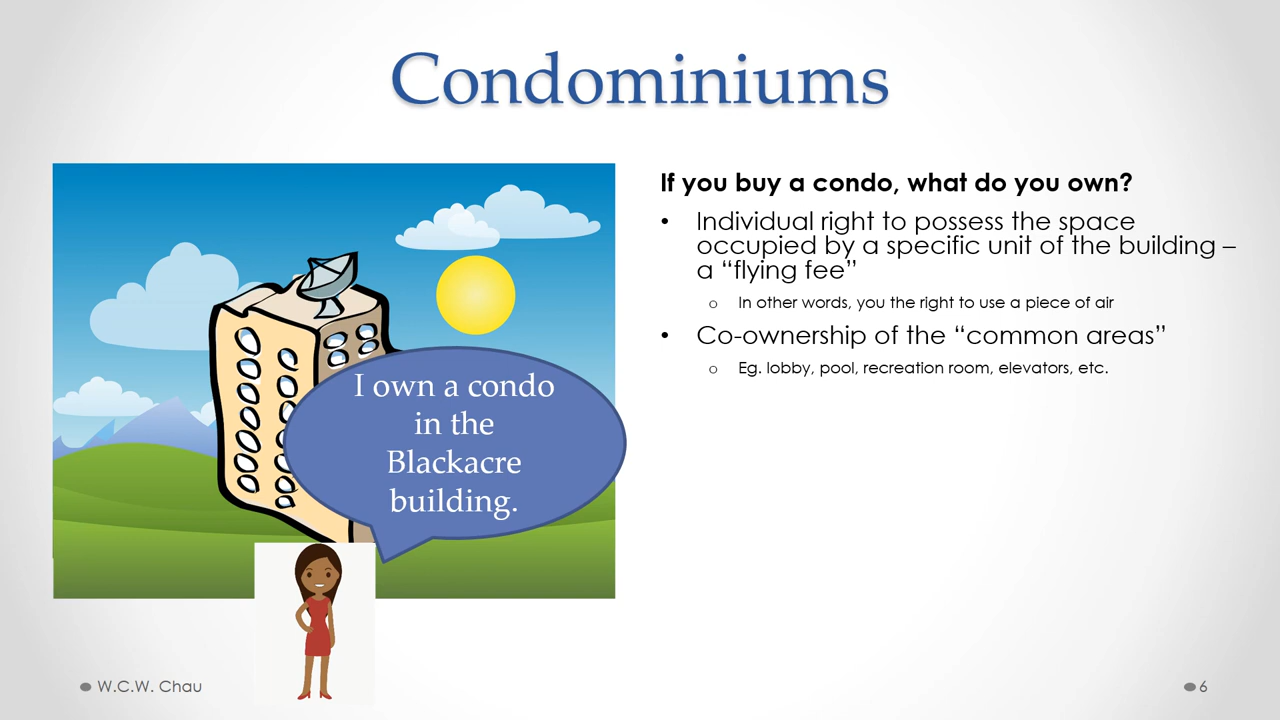 Condominiums
I own a condo
in the
Blackacre
building.
If you buy a condo, what do you own?
• Individual right to possess the space
occupied by a specific unit of the building –
a “flying fee”
o In other words, you the right to use a piece of air
• Co-ownership of the “common areas”
o Eg. lobby, pool, recreation room, elevators, etc.
W.C.W. Chau
6